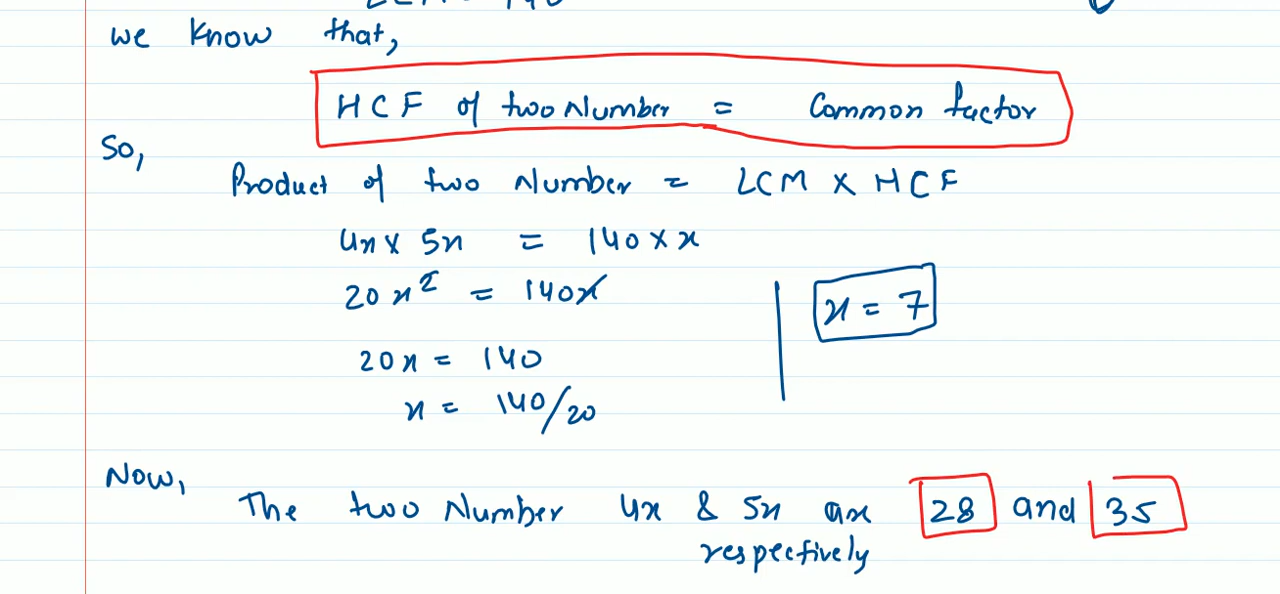 we know that,
HCF of two Number = Common factor
So,
Product of two Number = LCM X HCF
4x x 5x = 140 x x
20x² = 140x
x = 7
20x = 140
x = 140/20
Now,
The two Number 4x & 5x are 28 and 35
respectively